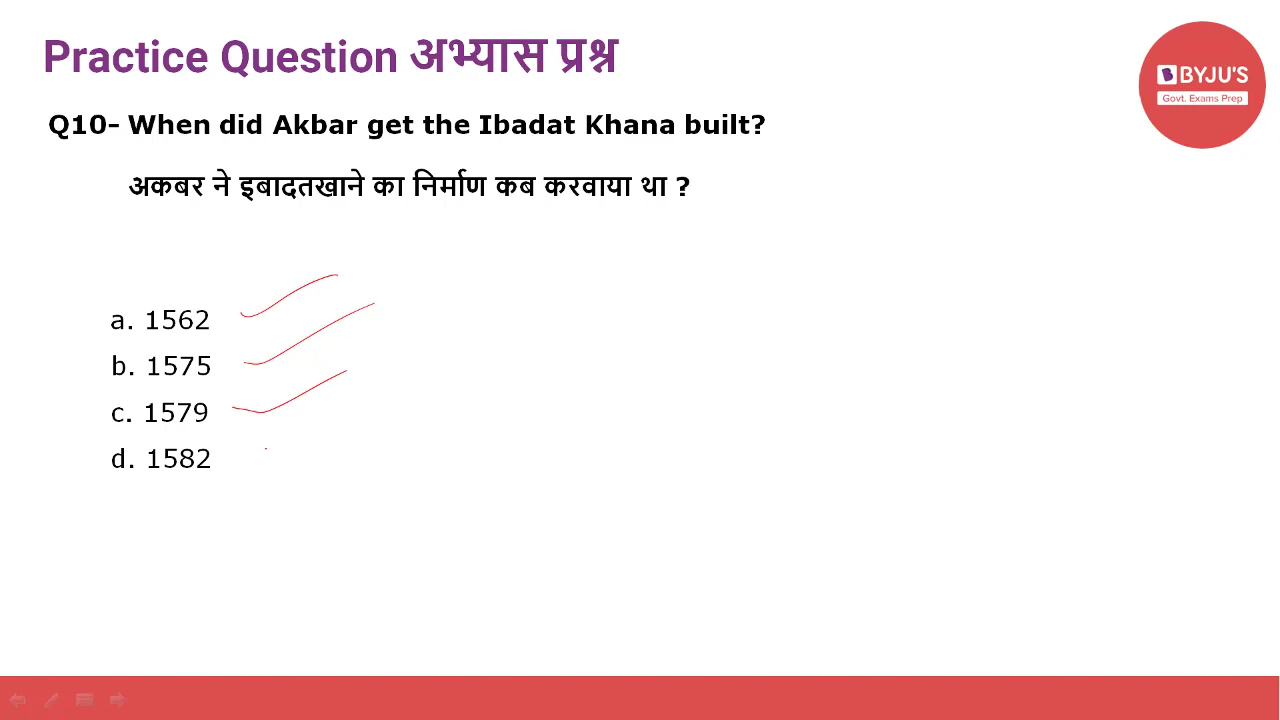 Practice Question अभ्यास प्रश्न
BYJU'S
Govt. Exams Prep
Q10- When did Akbar get the Ibadat Khana built?
अकबर ने इबादतखाने का निर्माण कब करवाया था ?
a. 1562
b. 1575
c. 1579
d. 1582